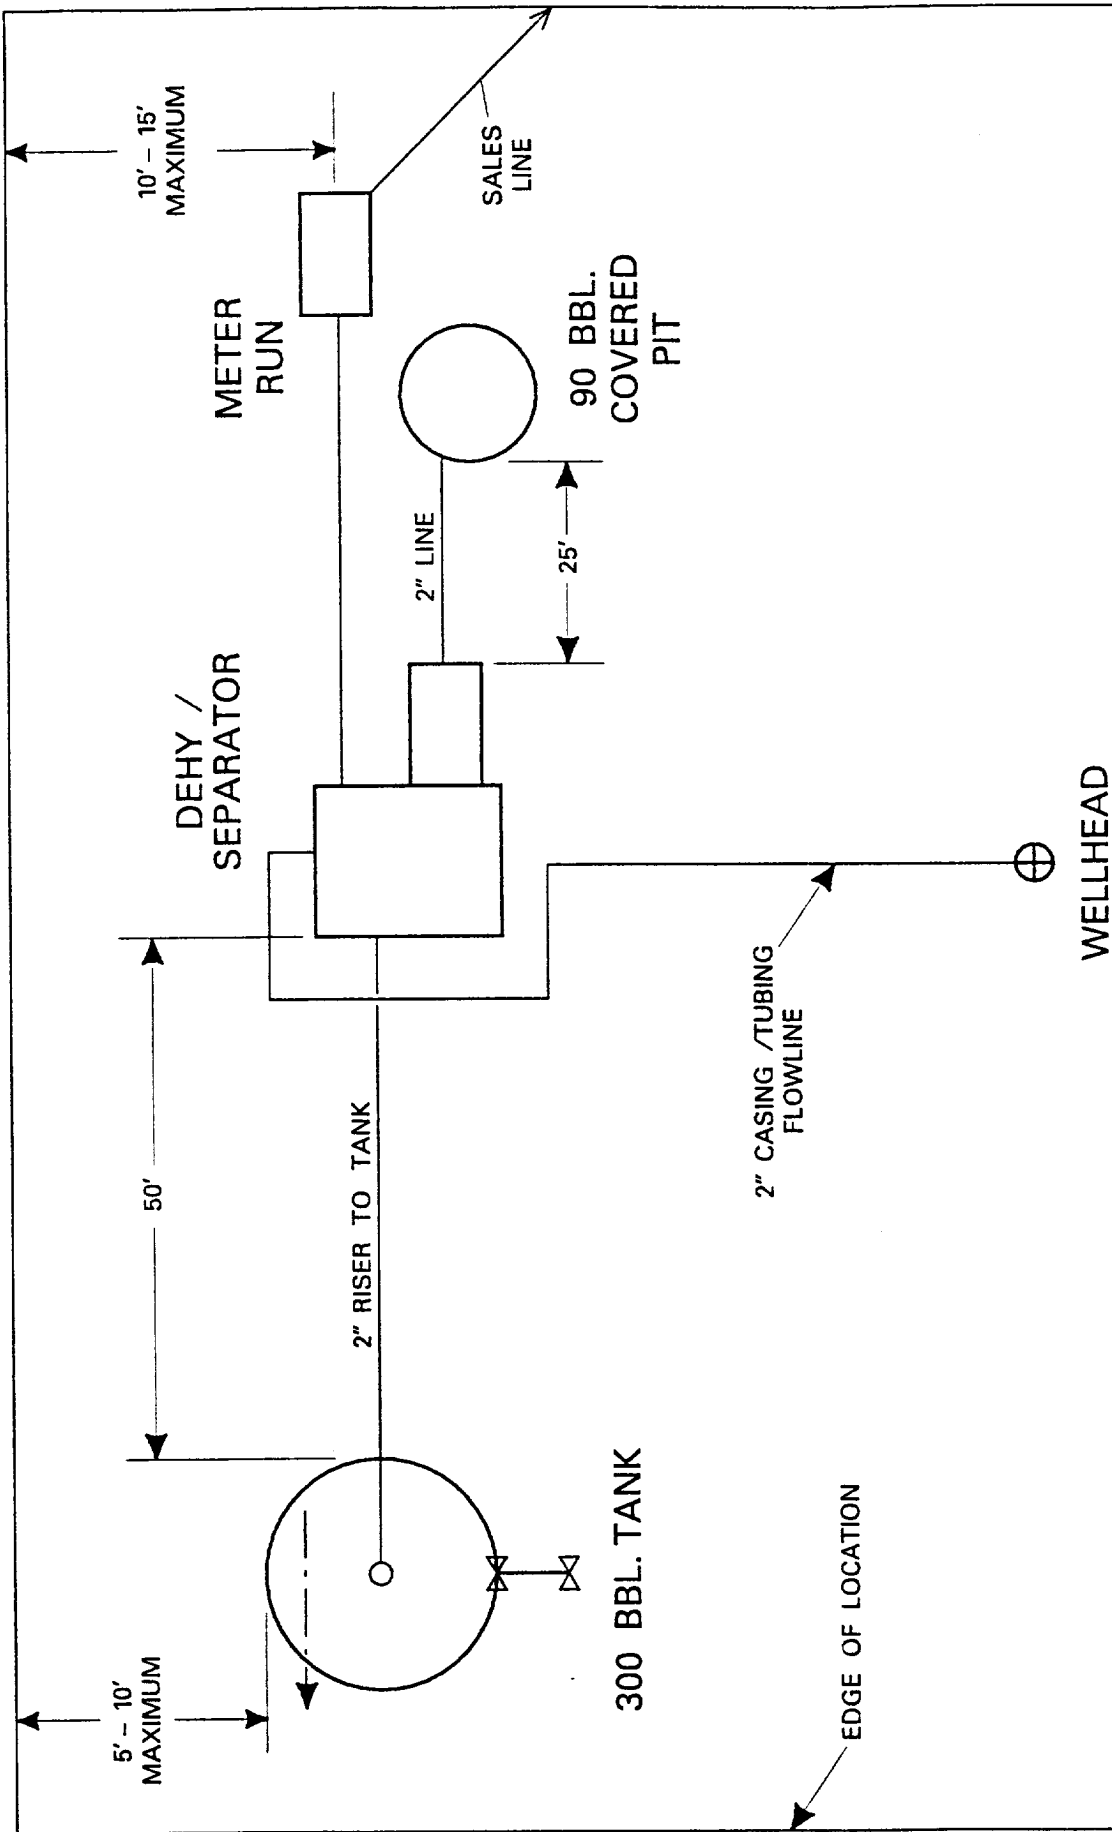 5' – 10'
MAXIMUM
50'
10' – 15'
MAXIMUM
DEHY /
SEPARATOR
METER
RUN
SALES
LINE
2" RISER TO TANK
2" LINE
25'
90 BBL.
COVERED
PIT
300 BBL. TANK
2" CASING /TUBING
FLOWLINE
EDGE OF LOCATION
WELLHEAD